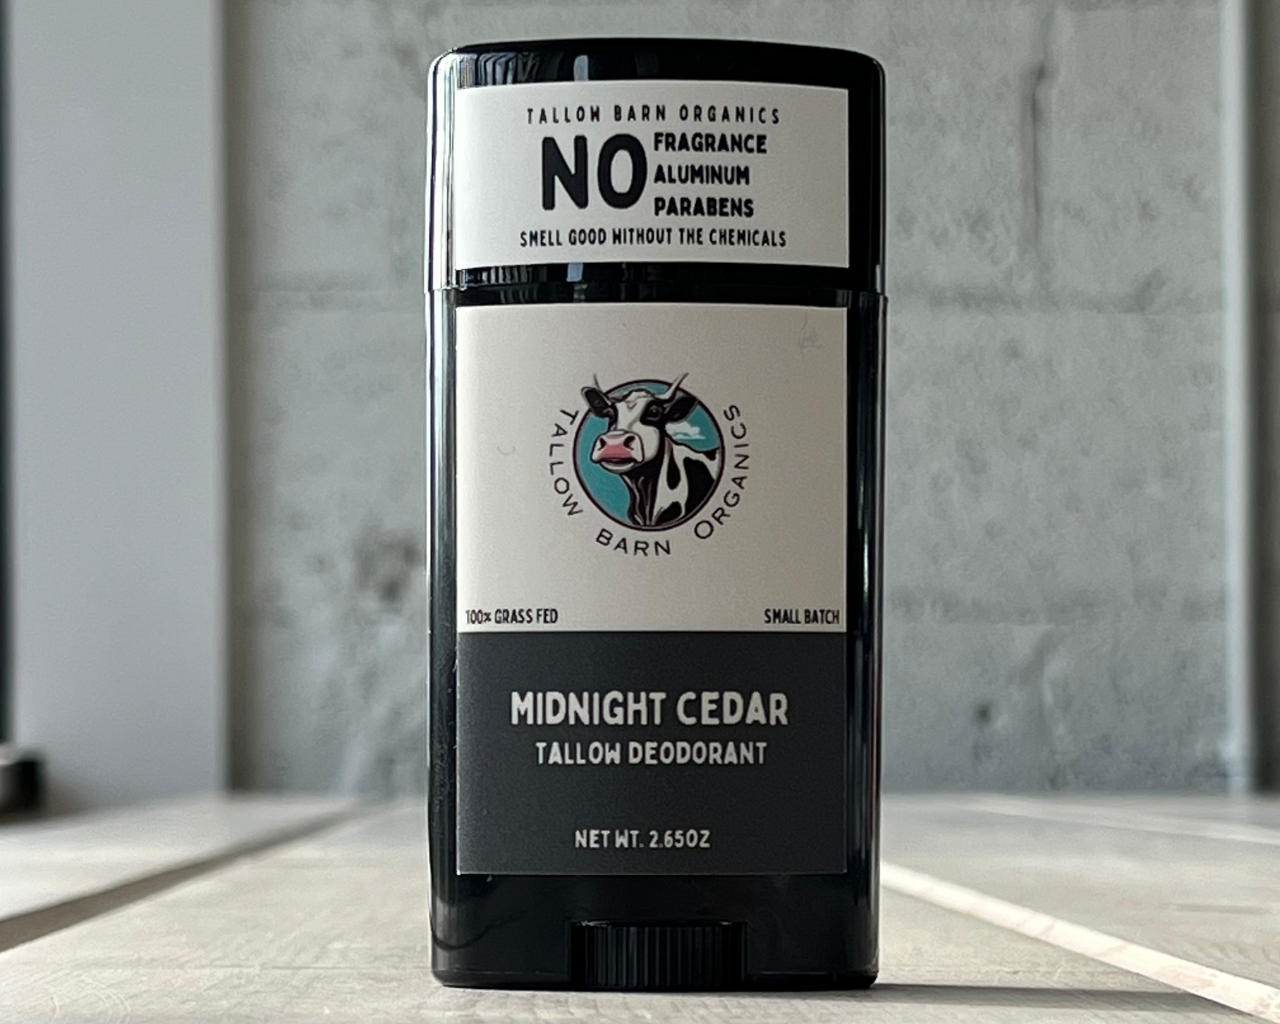 TALLOW BARN ORGANICS
NO
FRAGRANCE
ALUMINUM
PARABENS
SMELL GOOD WITHOUT THE CHEMICALS
TALLOW BARN ORGANICS
100% GRASS FED
SMALL BATCH
MIDNIGHT CEDAR
TALLOW DEODORANT
NET WT. 2.65OZ